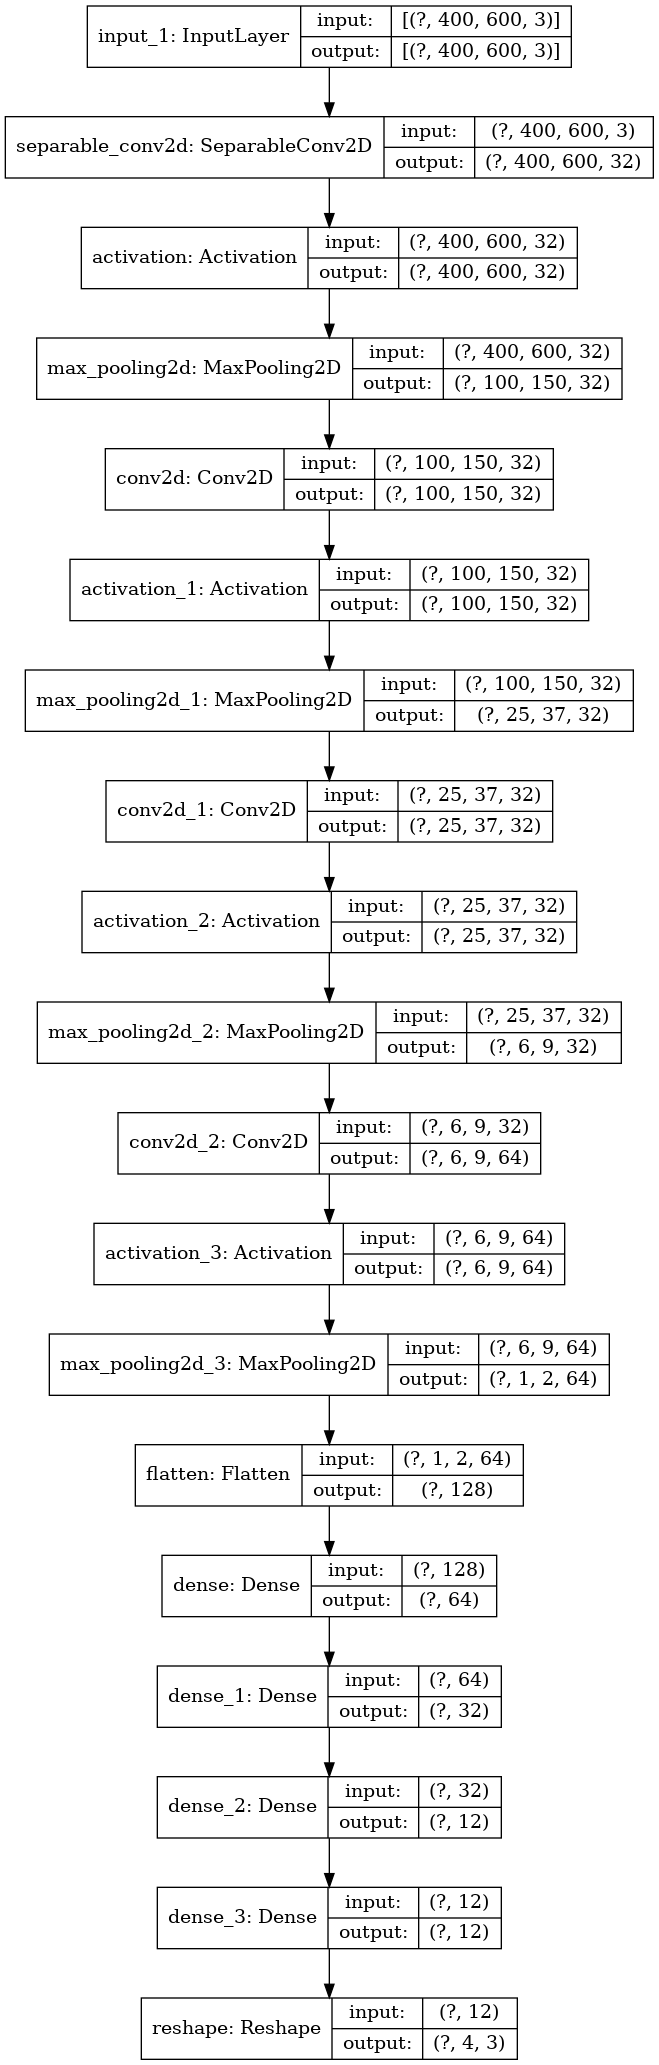 input_1: InputLayer
input:
[(?, 400, 600, 3)]
output:
[(?, 400, 600, 3)]
separable_conv2d: SeparableConv2D
input:
(?, 400, 600, 3)
output:
(?, 400, 600, 32)
activation: Activation
input:
(?, 400, 600, 32)
output:
(?, 400, 600, 32)
max_pooling2d: MaxPooling2D
input:
(?, 400, 600, 32)
output:
(?, 100, 150, 32)
conv2d: Conv2D
input:
(?, 100, 150, 32)
output:
(?, 100, 150, 32)
activation_1: Activation
input:
(?, 100, 150, 32)
output:
(?, 100, 150, 32)
max_pooling2d_1: MaxPooling2D
input:
(?, 100, 150, 32)
output:
(?, 25, 37, 32)
conv2d_1: Conv2D
input:
(?, 25, 37, 32)
output:
(?, 25, 37, 32)
activation_2: Activation
input:
(?, 25, 37, 32)
output:
(?, 25, 37, 32)
max_pooling2d_2: MaxPooling2D
input:
(?, 25, 37, 32)
output:
(?, 6, 9, 32)
conv2d_2: Conv2D
input:
(?, 6, 9, 32)
output:
(?, 6, 9, 64)
activation_3: Activation
input:
(?, 6, 9, 64)
output:
(?, 6, 9, 64)
max_pooling2d_3: MaxPooling2D
input:
(?, 6, 9, 64)
output:
(?, 1, 2, 64)
flatten: Flatten
input:
(?, 1, 2, 64)
output:
(?, 128)
dense: Dense
input:
(?, 128)
output:
(?, 64)
dense_1: Dense
input:
(?, 64)
output:
(?, 32)
dense_2: Dense
input:
(?, 32)
output:
(?, 12)
dense_3: Dense
input:
(?, 12)
output:
(?, 12)
reshape: Reshape
input:
(?, 12)
output:
(?, 4, 3)